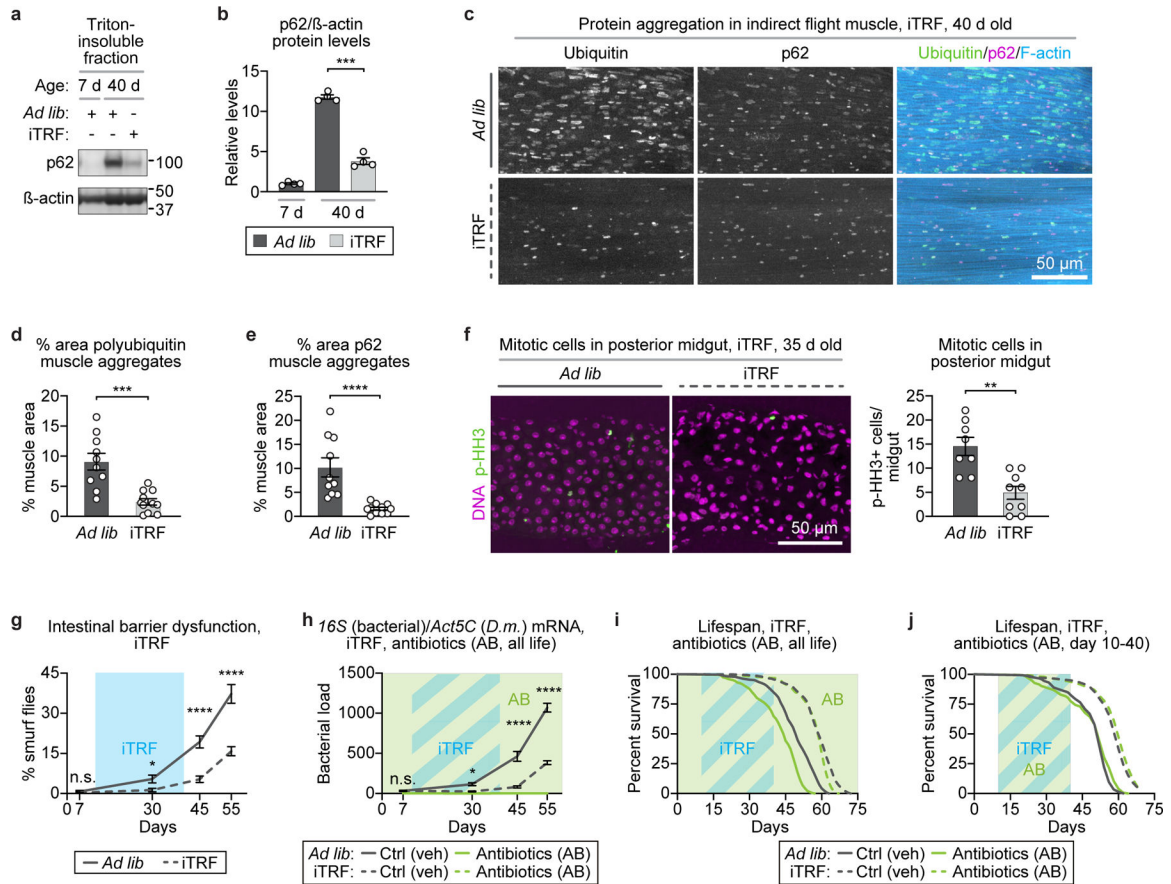 a
Triton-
insoluble
fraction
Age: 7 d 40 d
Ad lib: + + -
iTRF: - - +
p62
100
ß-actin
50
37
b
p62/ß-actin
protein levels
***
Relative levels
15
10
5
0
7 d 40 d
Ad lib iTRF
c
Protein aggregation in indirect flight muscle, iTRF, 40 d old
Ubiquitin p62 Ubiquitin/p62/F-actin
Ad lib
iTRF
50 µm
d
% area polyubiquitin
muscle aggregates
***
% muscle area
20
15
10
5
0
Ad lib iTRF
e
% area p62
muscle aggregates
****
% muscle area
25
20
15
10
5
0
Ad lib iTRF
f
Mitotic cells in posterior midgut, iTRF, 35 d old
Ad lib iTRF
DNA p-HH3
50 µm
Mitotic cells in
posterior midgut
**
p-HH3+ cells/
midgut
25
20
15
10
5
0
Ad lib iTRF
g
Intestinal barrier dysfunction,
iTRF
% smurf flies
45
30
15
0
n.s. * **** ****
iTRF
7 30 45 55
Days
Ad lib iTRF
h
16S (bacterial)/Act5C (D.m.) mRNA,
iTRF, antibiotics (AB, all life)
Bacterial load
1500
1000
500
0
AB
n.s. * **** ****
iTRF
7 30 45 55
Days
Ad lib: Ctrl (veh) Antibiotics (AB)
iTRF: Ctrl (veh) Antibiotics (AB)
i
Lifespan, iTRF,
antibiotics (AB, all life)
Percent survival
100
75
50
25
0
AB
iTRF
0 15 30 45 60 75
Days
j
Lifespan, iTRF,
antibiotics (AB, day 10-40)
Percent survival
100
75
50
25
0
iTRF
AB
0 15 30 45 60 75
Days
Ad lib: Ctrl (veh) Antibiotics (AB)
iTRF: Ctrl (veh) Antibiotics (AB)